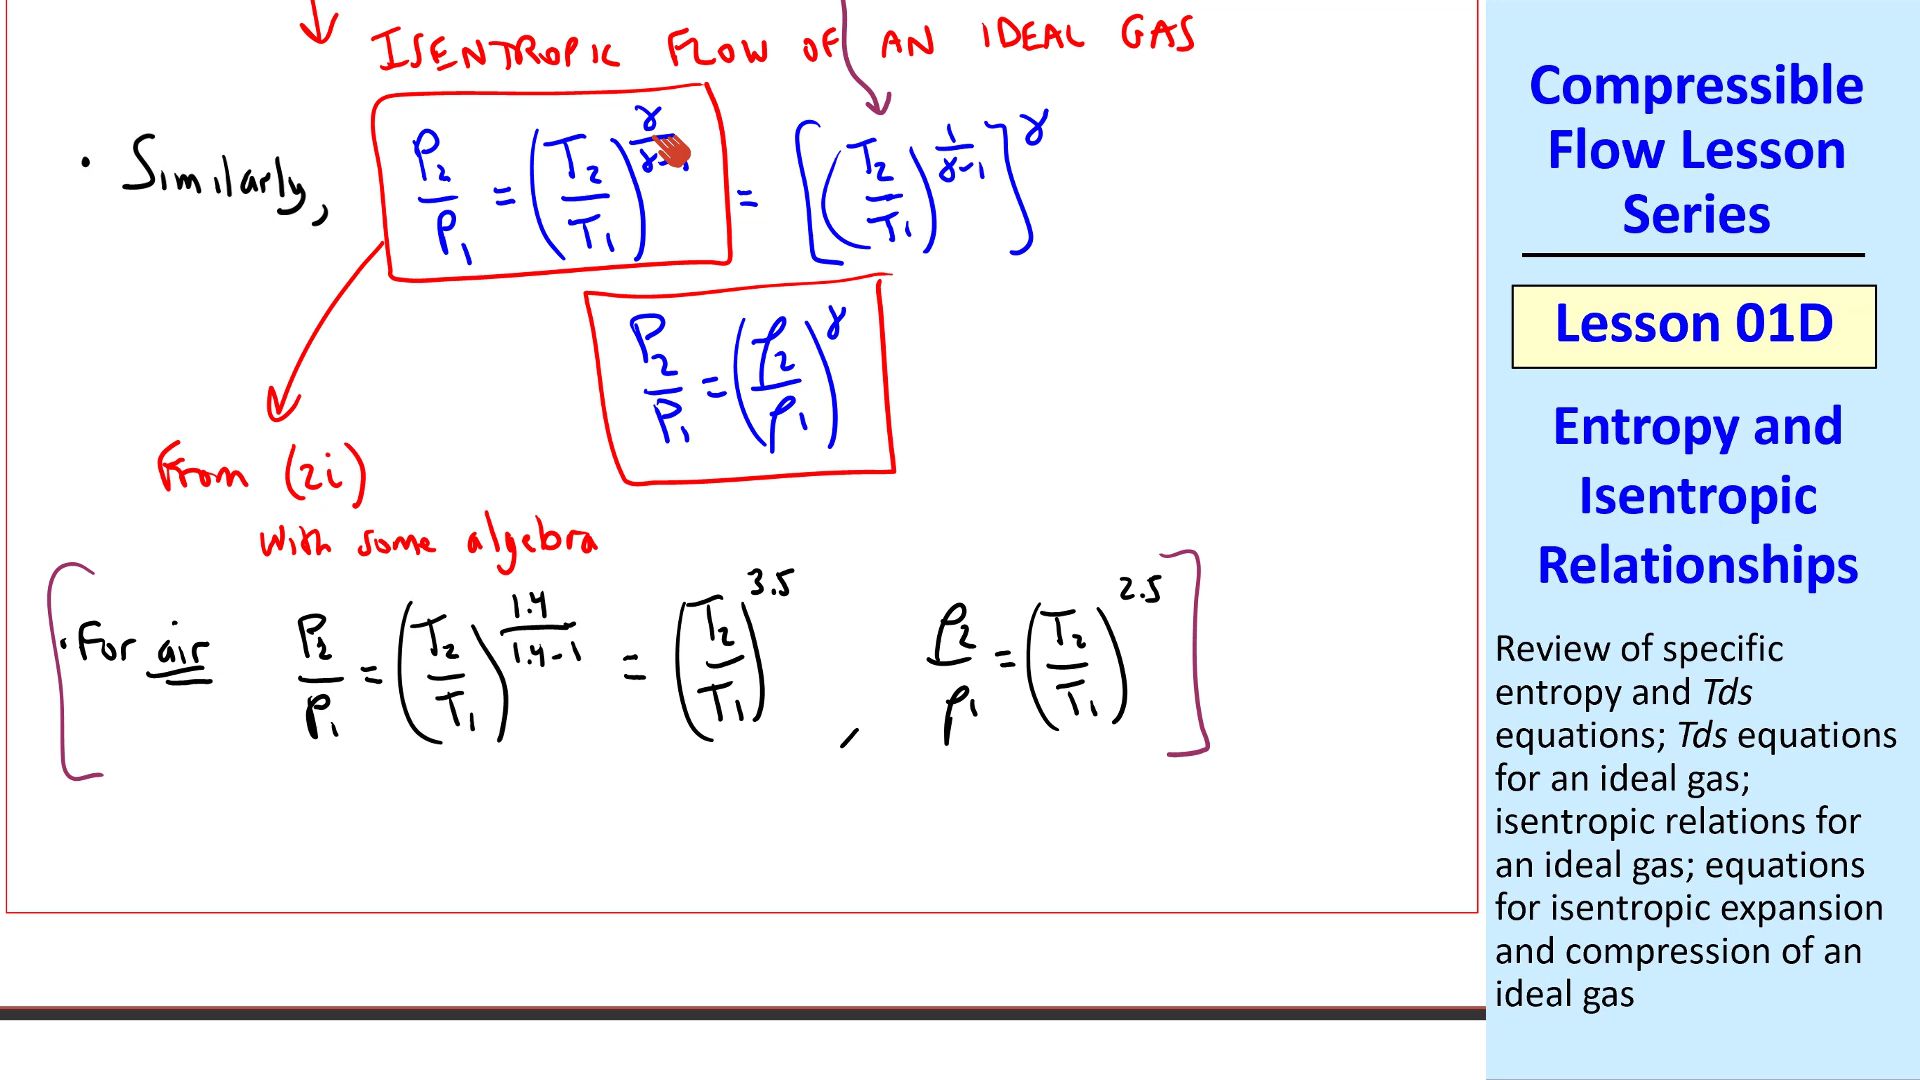 ISENTROPIC FLOW OF AN IDEAL GAS
• Similarly, P₂/P₁ = (T₂/T₁)^(γ/(γ-1)) = [(T₂/T₁)^(1/(γ-1))]^γ
P₂/P₁ = (ρ₂/ρ₁)^γ
From (2i)
with some algebra
• For air P₂/P₁ = (T₂/T₁)^(1.4/(1.4-1)) = (T₂/T₁)^3.5 , ρ₂/ρ₁ = (T₂/T₁)^2.5
Compressible
Flow Lesson
Series
Lesson 01D
Entropy and
Isentropic
Relationships
Review of specific
entropy and Tds
equations; Tds equations
for an ideal gas;
isentropic relations for
an ideal gas; equations
for isentropic expansion
and compression of an
ideal gas